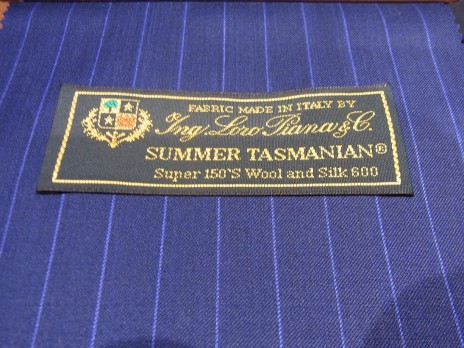 FABRIC MADE IN ITALY BY
Ing. Loro Piana & C.
SUMMER TASMANIAN®
Super 150'S Wool and Silk 600